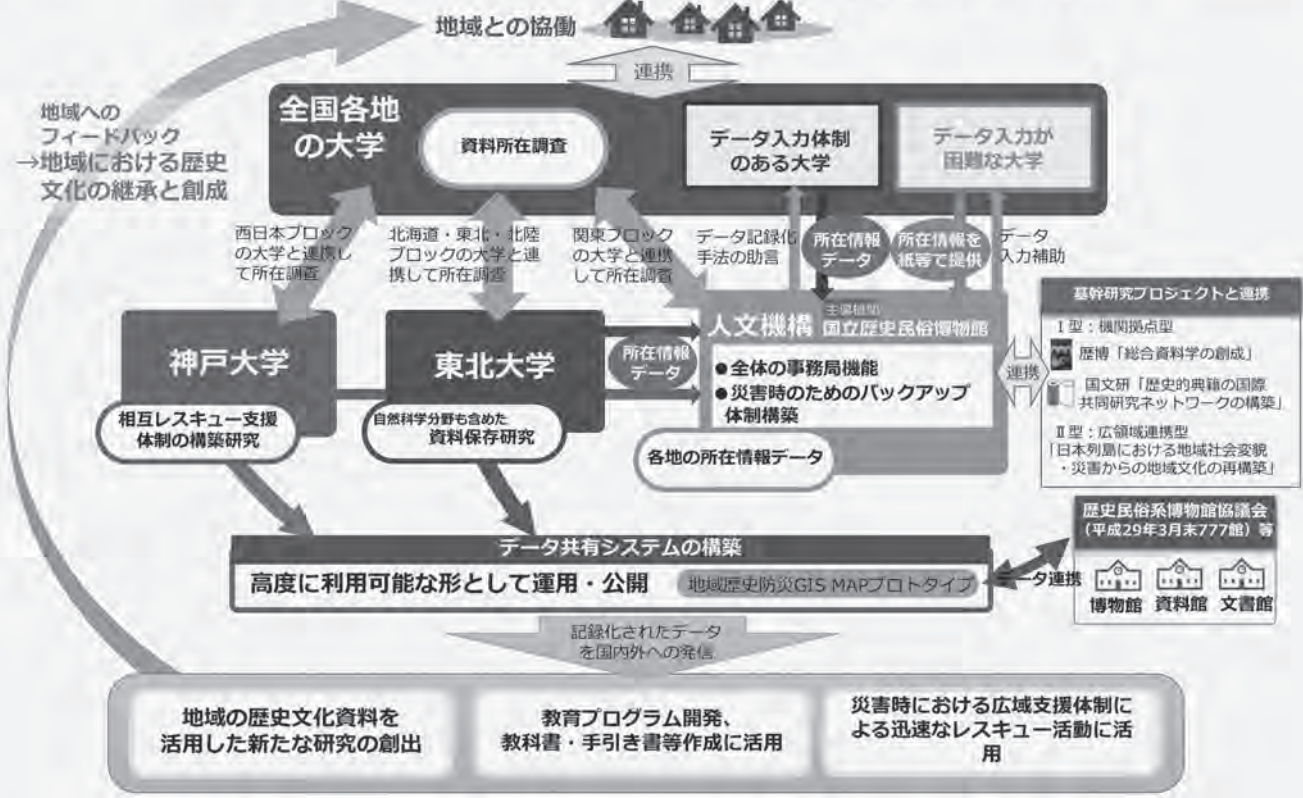 地域との協働
連携
地域への
フィードバック
→地域における歴史
文化の継承と創成
全国各地
の大学
資料所在調査
データ入力体制
のある大学
データ入力が
困難な大学
西日本ブロック
の大学と連携し
て所在調査
北海道・東北・北陸
ブロックの大学と連
携して所在調査
関東ブロック
の大学と連携
して所在調査
データ記録化
手法の助言
所在情報
データ
所在情報を
紙等で提供
データ
入力補助
神戸大学
相互レスキュー支援
体制の構築研究
東北大学
自然科学分野も含めた
資料保存研究
所在情報
データ
主導機関
人文機構 国立歴史民俗博物館
●全体の事務局機能
●災害時のためのバックアップ
体制構築
各地の所在情報データ
連携
基幹研究プロジェクトと連携
Ⅰ型：機関拠点型
歴博「総合資料学の創成」
国文研「歴史的典籍の国際
共同研究ネットワークの構築」
Ⅱ型：広領域連携型
「日本列島における地域社会変貌
・災害からの地域文化の再構築」
歴史民俗系博物館協議会
（平成29年3月末777館）等
データ連携
博物館 資料館 文書館
データ共有システムの構築
高度に利用可能な形として運用・公開 地域歴史防災GIS MAPプロトタイプ
記録化されたデータ
を国内外への発信
地域の歴史文化資料を
活用した新たな研究の創出
教育プログラム開発、
教科書・手引き書等作成に活用
災害時における広域支援体制に
よる迅速なレスキュー活動に活
用